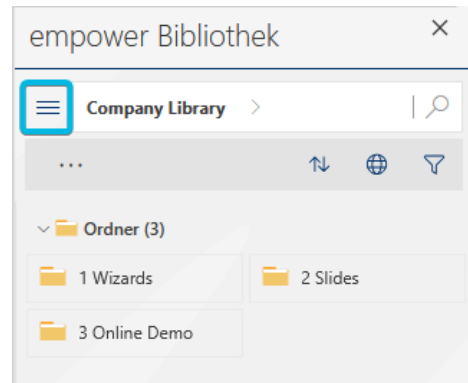 empower Bibliothek
Company Library
...
Ordner (3)
1 Wizards
2 Slides
3 Online Demo